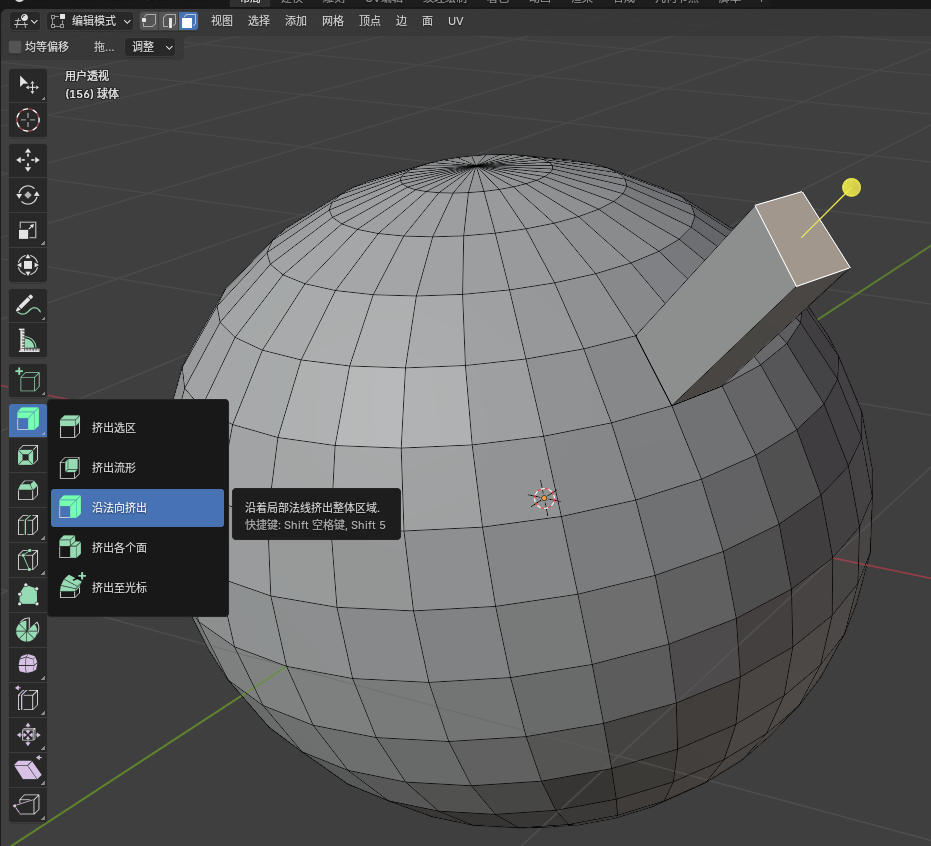 编辑模式 视图 选择 添加 网格 顶点 边 面 UV
均等偏移 拖... 调整
用户透视
(156) 球体
挤出选区
挤出流形
沿法向挤出
挤出各个面
挤出至光标
沿着局部法线挤出整体区域.
快捷键: Shift 空格键, Shift 5